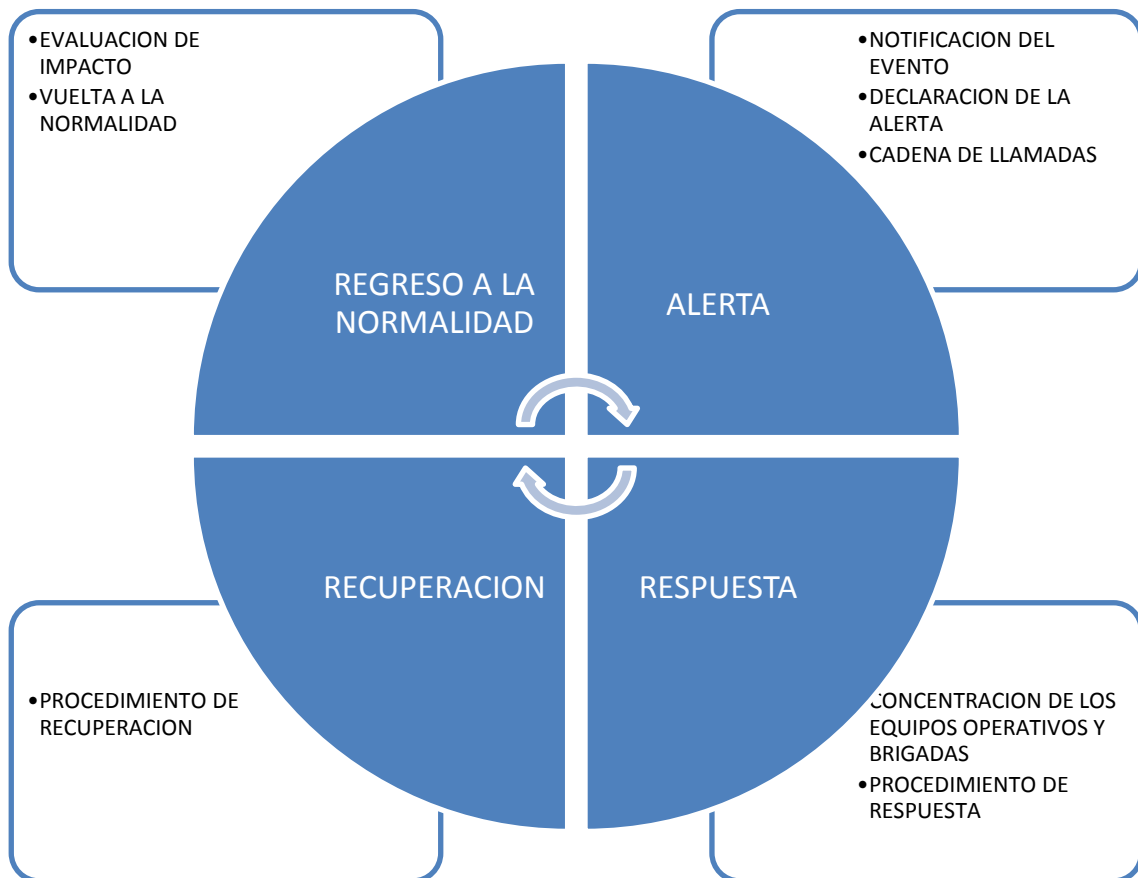 •EVALUACION DE
IMPACTO
•VUELTA A LA
NORMALIDAD
•NOTIFICACION DEL
EVENTO
•DECLARACION DE LA
ALERTA
•CADENA DE LLAMADAS
REGRESO A LA
NORMALIDAD
ALERTA
RECUPERACION
RESPUESTA
•PROCEDIMIENTO DE
RECUPERACION
CONCENTRACION DE LOS
EQUIPOS OPERATIVOS Y
BRIGADAS
•PROCEDIMIENTO DE
RESPUESTA